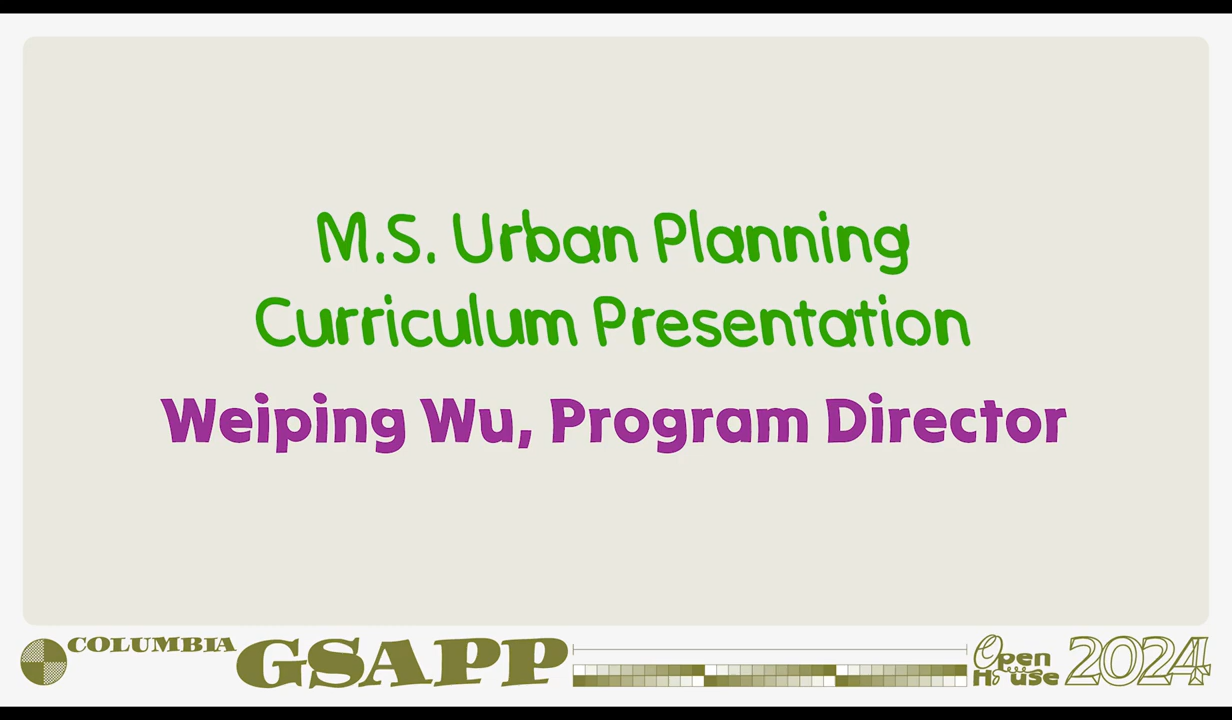 M.S. Urban Planning
Curriculum Presentation
Weiping Wu, Program Director
COLUMBIA GSAPP
Open
House 2024